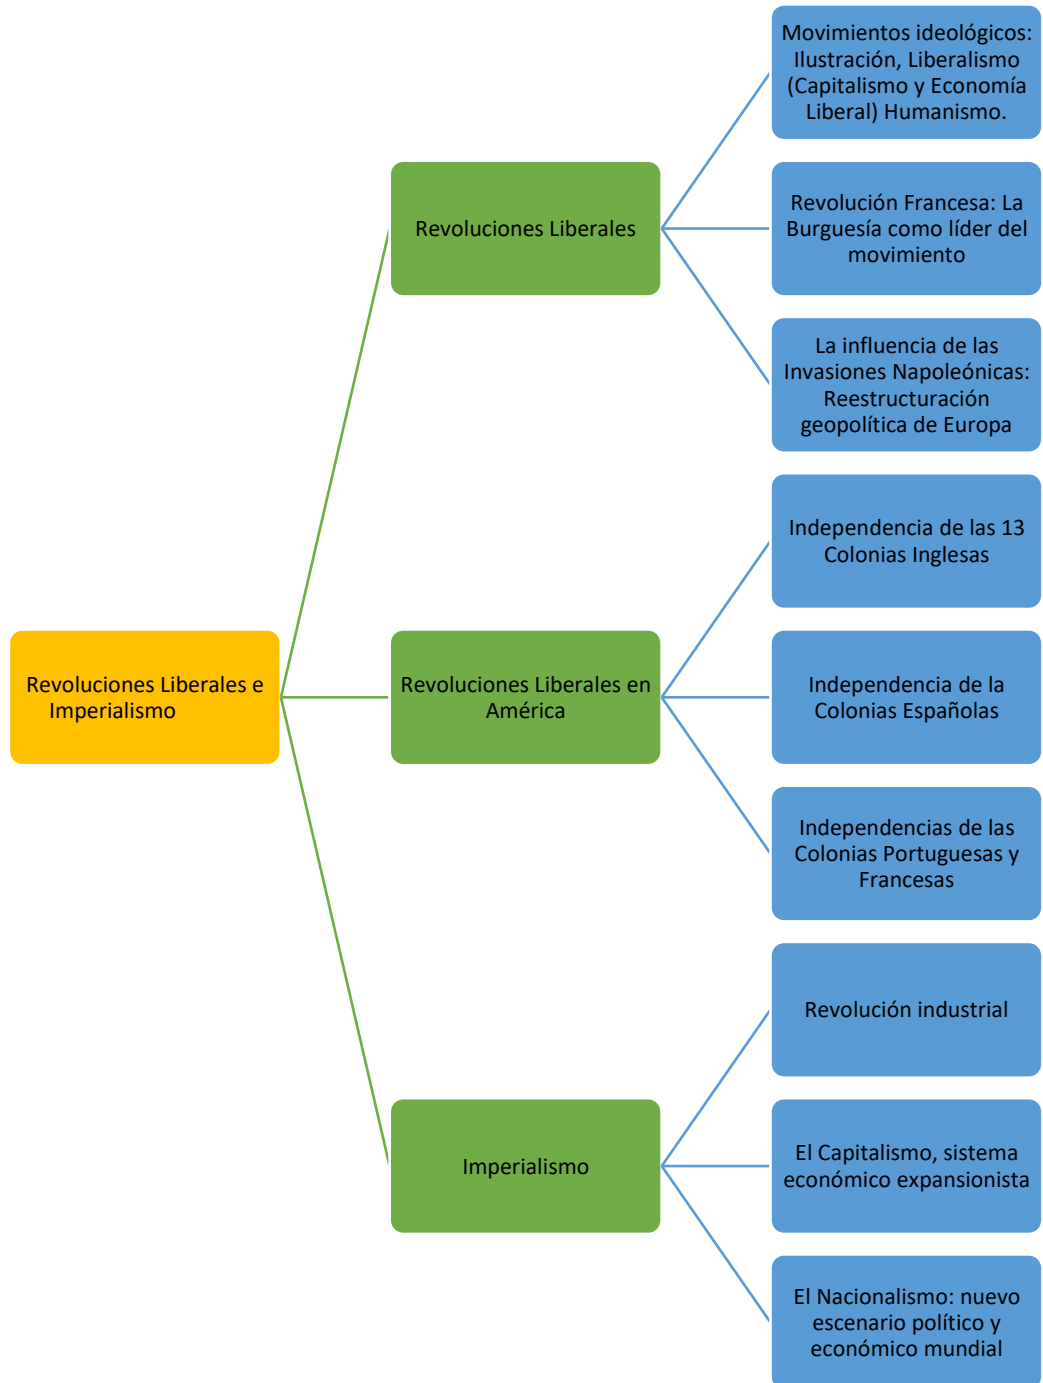 Movimientos ideológicos:
Ilustración, Liberalismo
(Capitalismo y Economía
Liberal) Humanismo.
Revoluciones Liberales
Revolución Francesa: La
Burguesía como líder del
movimiento
La influencia de las
Invasiones Napoleónicas:
Reestructuración
geopolítica de Europa
Independencia de las 13
Colonias Inglesas
Revoluciones Liberales e
Imperialismo
Revoluciones Liberales en
América
Independencia de la
Colonias Españolas
Independencias de las
Colonias Portuguesas y
Francesas
Revolución industrial
Imperialismo
El Capitalismo, sistema
económico expansionista
El Nacionalismo: nuevo
escenario político y
económico mundial